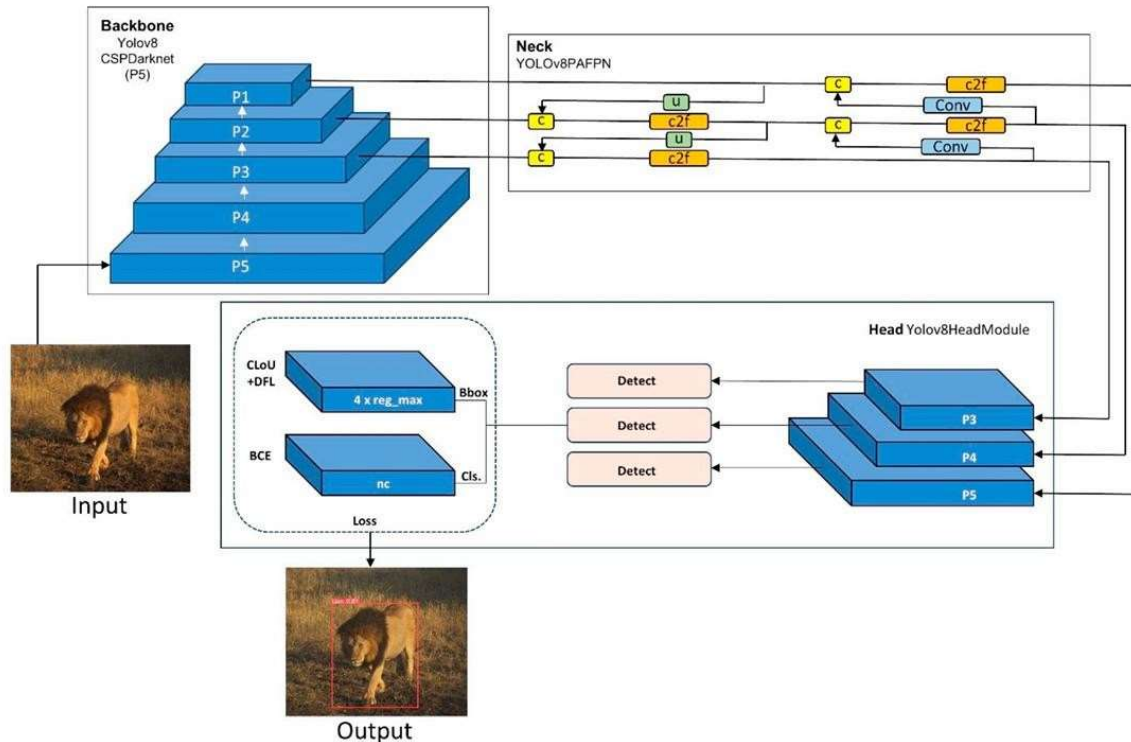 Backbone
Yolov8
CSPDarknet
(P5)
P1
P2
P3
P4
P5
Neck
YOLOv8PAFPN
c
c2f
u
u
c
c2f
Conv
c
c2f
c
c2f
Conv
Input
Head Yolov8HeadModule
CLoU
+DFL
4 x reg_max
Bbox
BCE
nc
Cls.
Loss
Detect
Detect
Detect
P3
P4
P5
Output